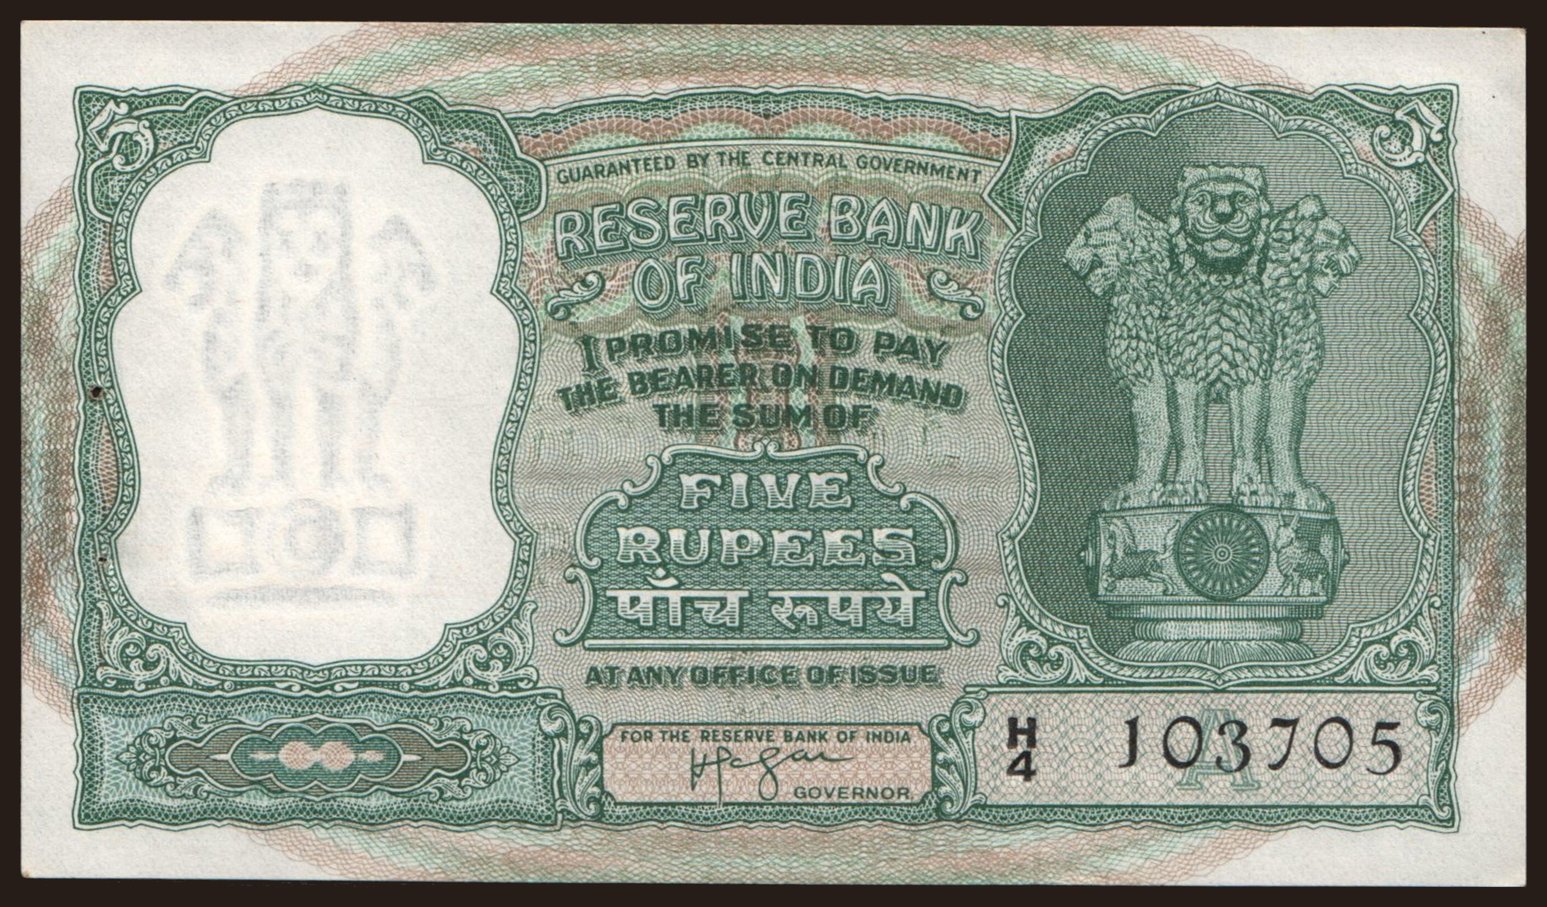 5
5
GUARANTEED BY THE CENTRAL GOVERNMENT
RESERVE BANK
OF INDIA
I PROMISE TO PAY
THE BEARER ON DEMAND
THE SUM OF
FIVE
RUPEES
पाँच रूपये
AT ANY OFFICE OF ISSUE
FOR THE RESERVE BANK OF INDIA
GOVERNOR
H/4 103705
A